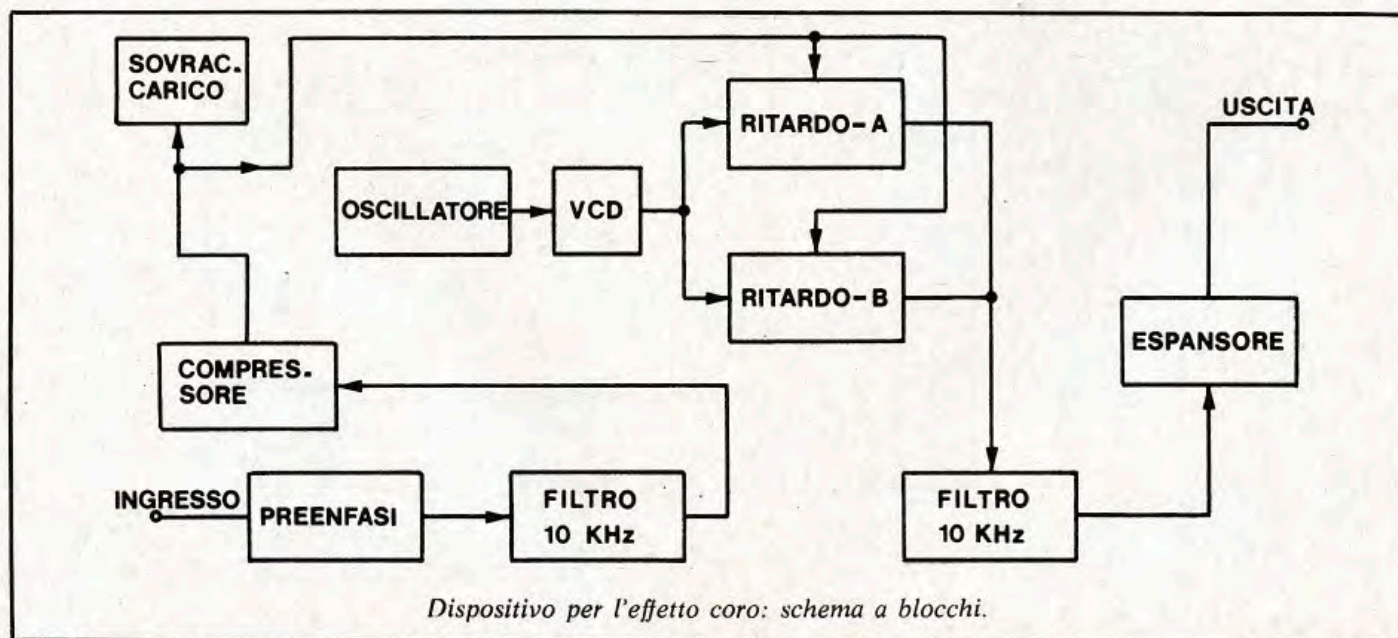 SOVRAC-
CARICO
USCITA
RITARDO-A
OSCILLATORE
VCD
RITARDO-B
ESPANSORE
COMPRES-
SORE
INGRESSO
PREENFASI
FILTRO
10 KHz
FILTRO
10 KHz
Dispositivo per l'effetto coro: schema a blocchi.